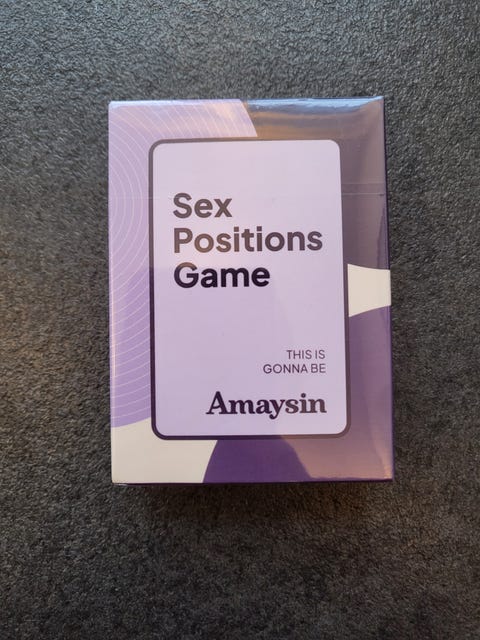 Sex
Positions
Game
THIS IS
GONNA BE
Amaysin